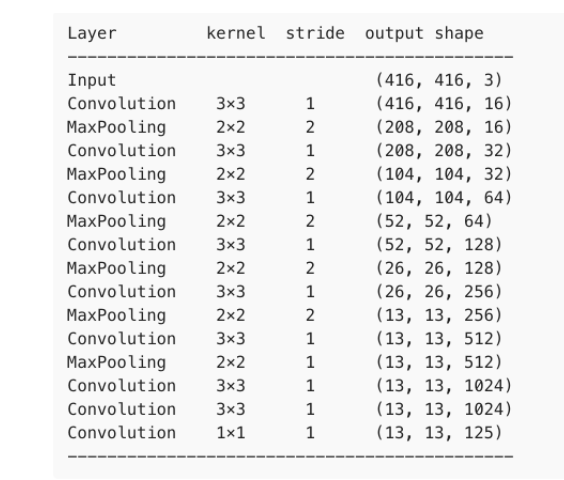 Layer kernel stride output shape
---------------------------------------------
Input (416, 416, 3)
Convolution 3×3 1 (416, 416, 16)
MaxPooling 2×2 2 (208, 208, 16)
Convolution 3×3 1 (208, 208, 32)
MaxPooling 2×2 2 (104, 104, 32)
Convolution 3×3 1 (104, 104, 64)
MaxPooling 2×2 2 (52, 52, 64)
Convolution 3×3 1 (52, 52, 128)
MaxPooling 2×2 2 (26, 26, 128)
Convolution 3×3 1 (26, 26, 256)
MaxPooling 2×2 2 (13, 13, 256)
Convolution 3×3 1 (13, 13, 512)
MaxPooling 2×2 1 (13, 13, 512)
Convolution 3×3 1 (13, 13, 1024)
Convolution 3×3 1 (13, 13, 1024)
Convolution 1×1 1 (13, 13, 125)
---------------------------------------------